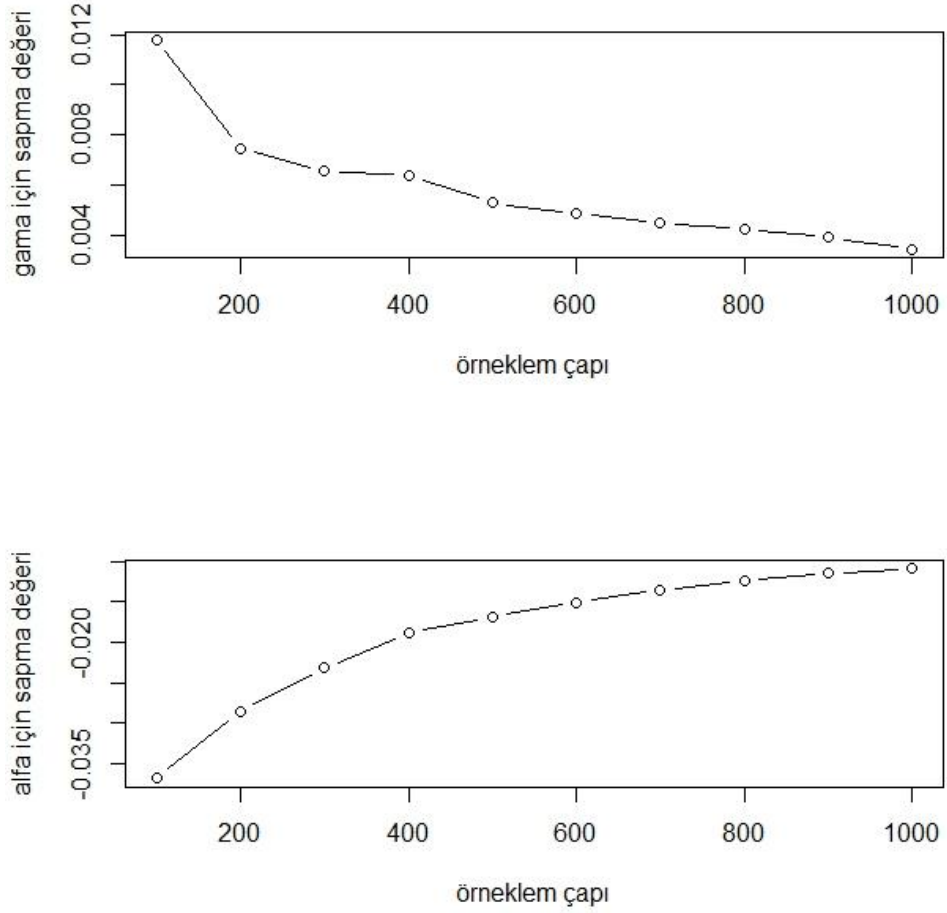 gama için sapma değeri
0.012
0.008
0.004
200 400 600 800 1000
örneklem çapı
alfa için sapma değeri
-0.020
-0.035
200 400 600 800 1000
örneklem çapı